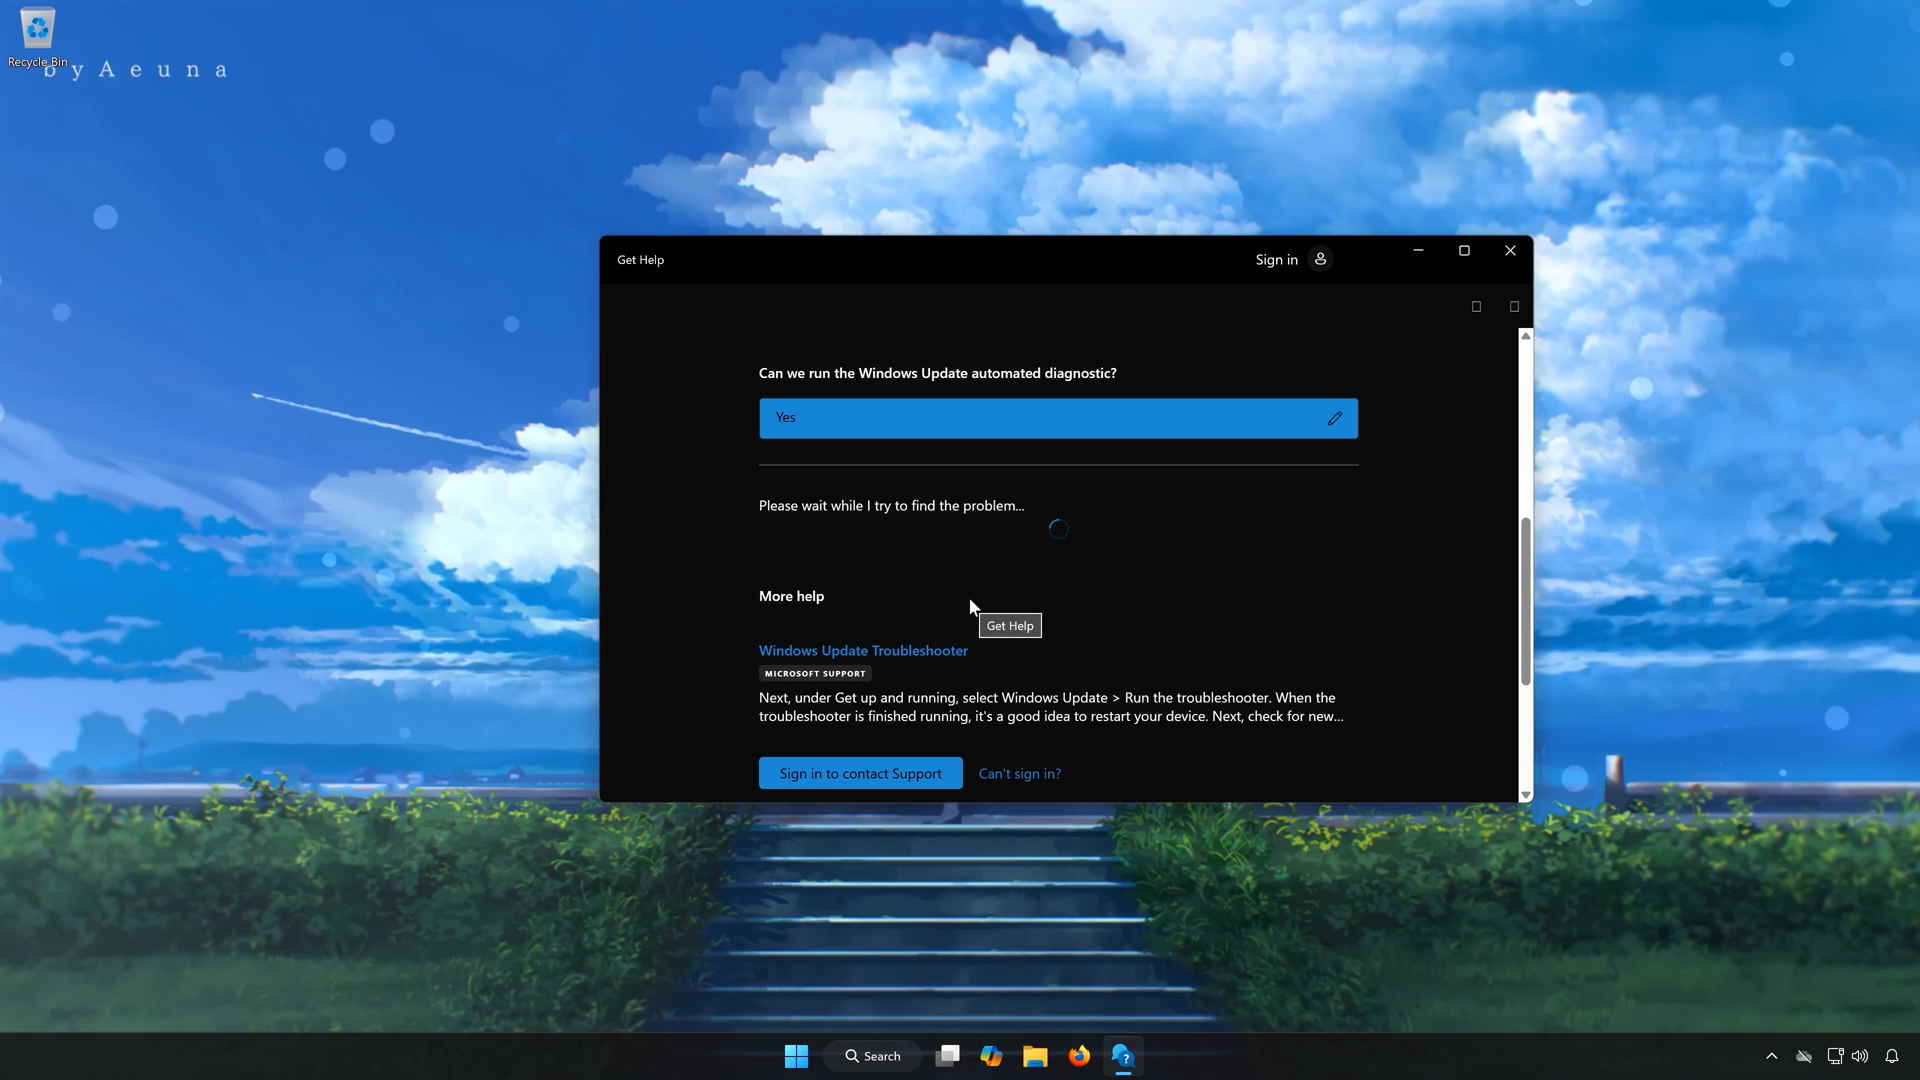 Recycle Bin
by Aeuna
Get Help
Sign in
Can we run the Windows Update automated diagnostic?
Yes
Please wait while I try to find the problem...
More help
Get Help
Windows Update Troubleshooter
MICROSOFT SUPPORT
Next, under Get up and running, select Windows Update > Run the troubleshooter. When the
troubleshooter is finished running, it's a good idea to restart your device. Next, check for new...
Sign in to contact Support
Can't sign in?
Search